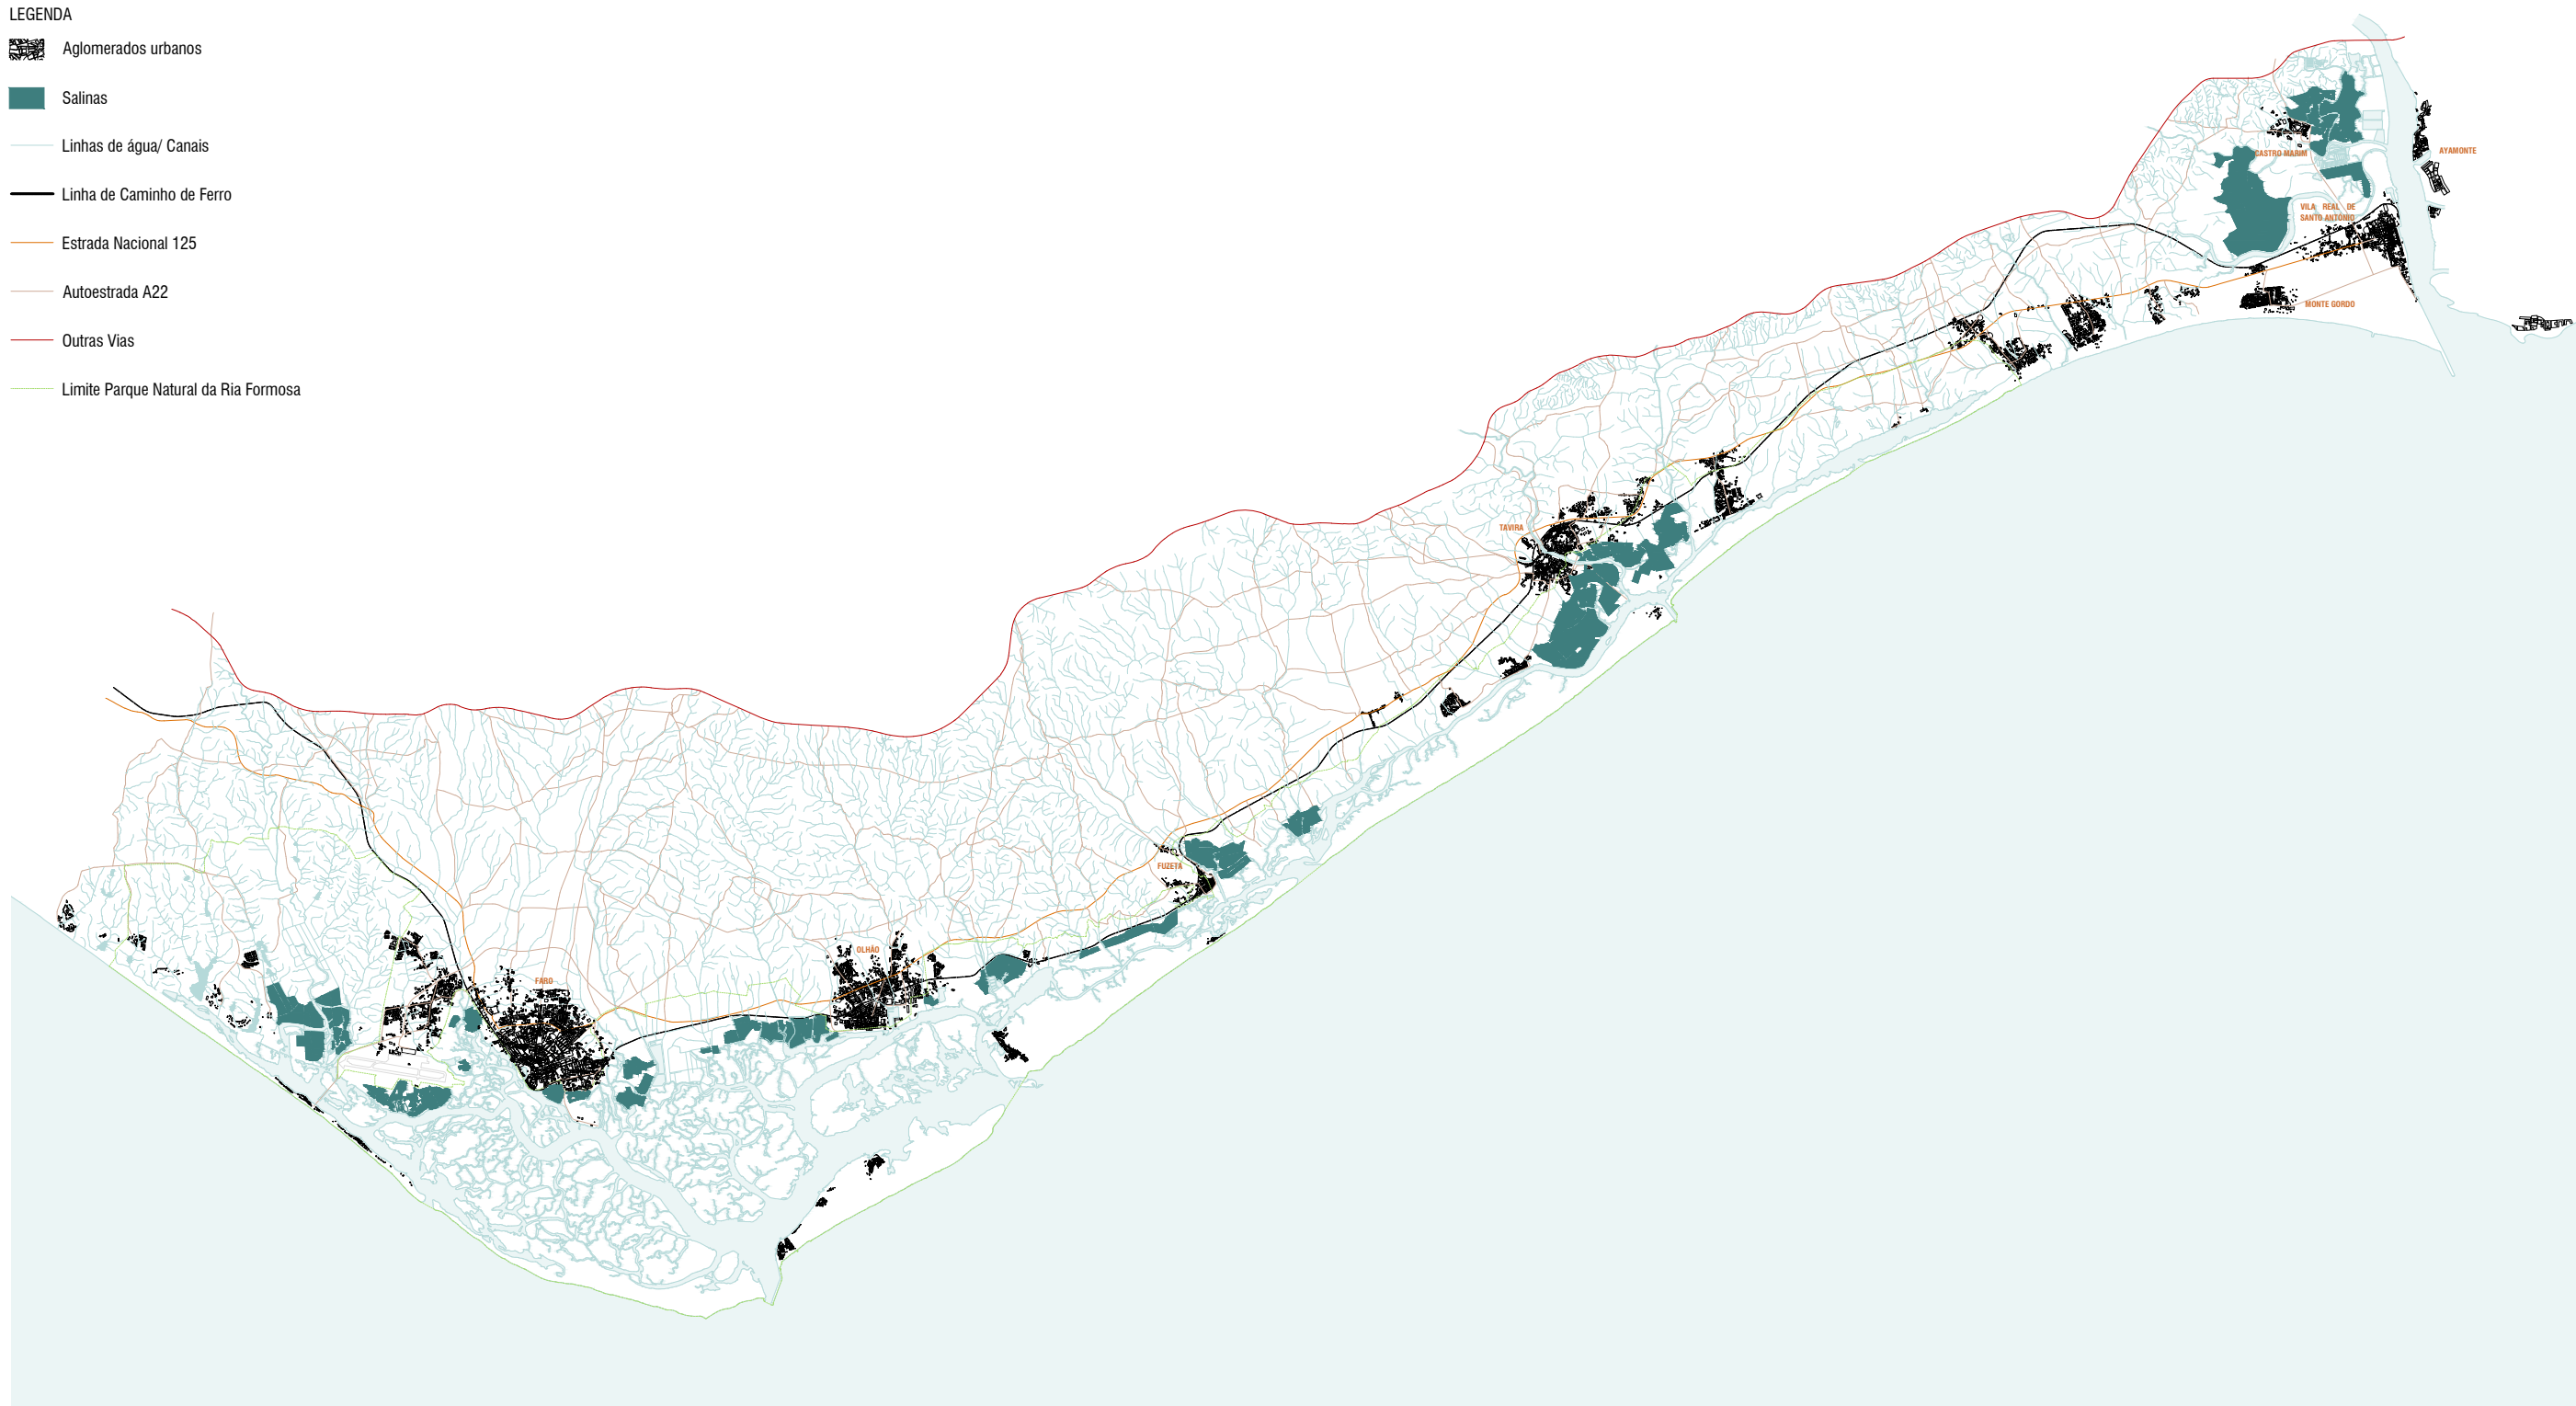 LEGENDA
Aglomerados urbanos
Salinas
Linhas de água/ Canais
Linha de Caminho de Ferro
Estrada Nacional 125
Autoestrada A22
Outras Vias
Limite Parque Natural da Ria Formosa
CASTRO MARIM
AYAMONTE
VILA REAL DE
SANTO ANTÓNIO
MONTE GORDO
TAVIRA
FUZETA
OLHÃO
FARO